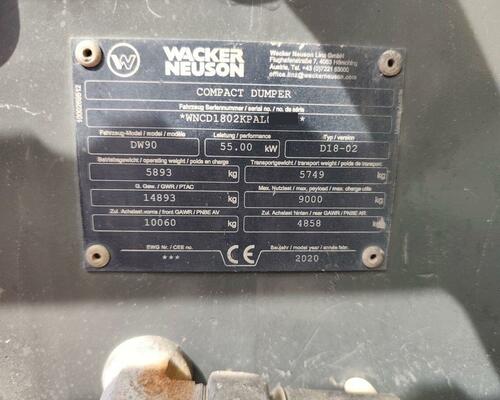 WACKER
NEUSON
Wacker Neuson Linz GmbH
Flughafenstraße 7, 4063 Hörsching
Austria, Tel. +43 (0)7221 63000
office.linz@wackerneuson.com
COMPACT DUMPER
Fahrzeug Seriennummer / serial no. / no. de série
*WNCD1802KPAL *
Fahrzeug-Model / model / modèle
DW90
Leistung / performance
55.00 kW
Typ / version
D18-02
Betriebsgewicht / operating weight / poids en charge
5893 kg
Transportgewicht / transport weight / poids de transport
5749 kg
G. Gew. / GWR / PTAC
14893 kg
Max. Nutzlast / max. payload / max. charge utile
9000 kg
Zul. Achslast vorne / front GAWR / PNBE AV
10060 kg
Zul. Achslast hinten / rear GAWR / PNBE AR
4858 kg
EWG Nr. / CEE no.
***
CE
Baujahr / model year / année fabr.
2020